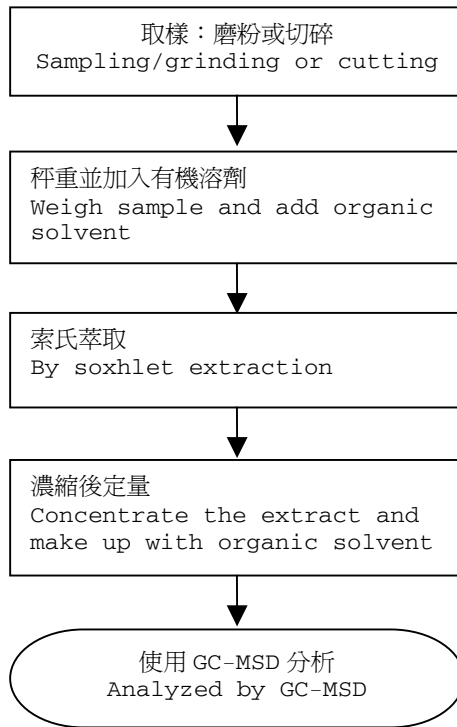 取樣：磨粉或切碎
Sampling/grinding or cutting
秤重並加入有機溶劑
Weigh sample and add organic
solvent
索氏萃取
By soxhlet extraction
濃縮後定量
Concentrate the extract and
make up with organic solvent
使用 GC-MSD 分析
Analyzed by GC-MSD